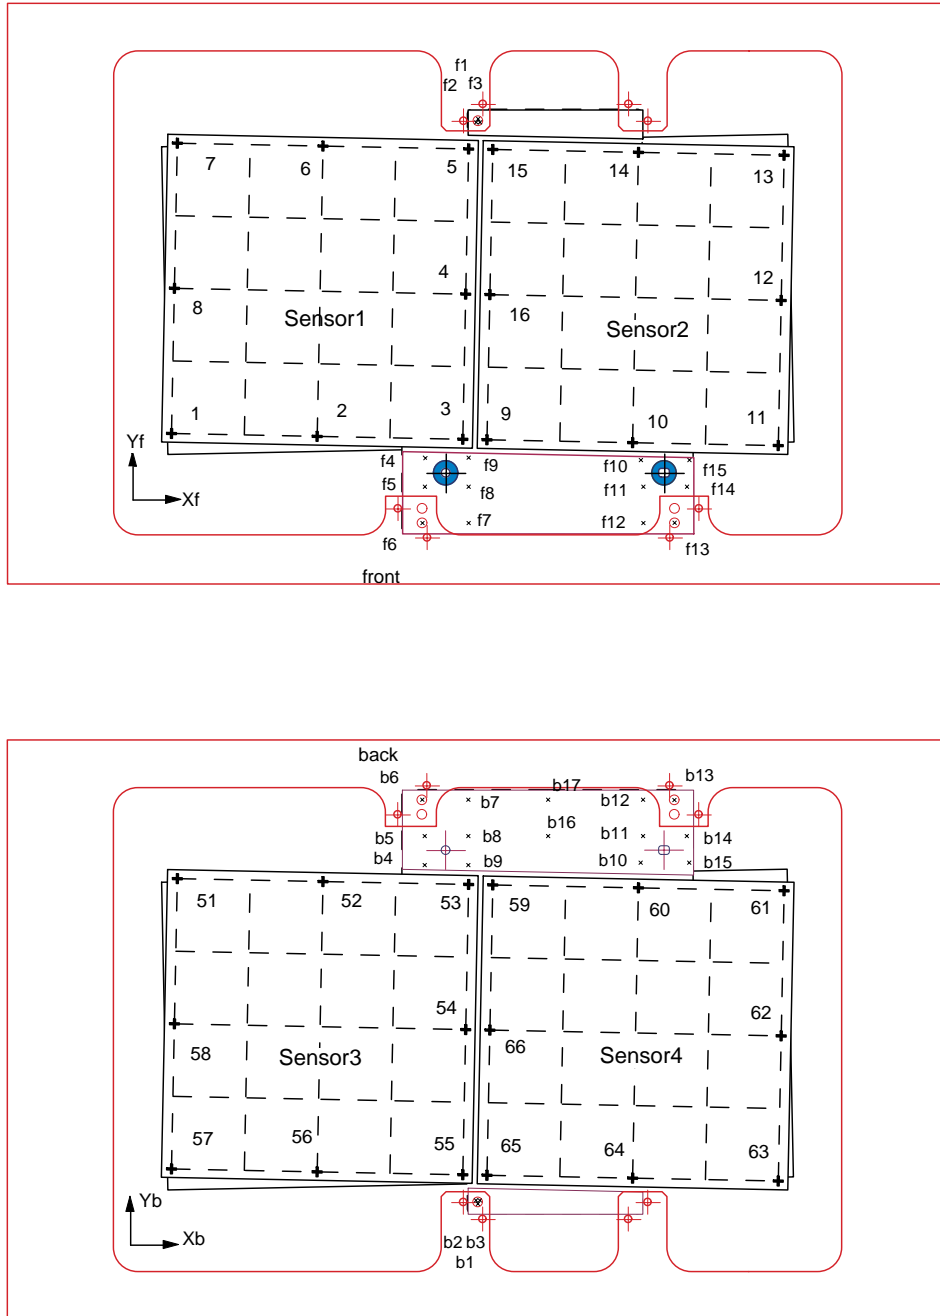 f1
f2 f3
7 6 5 15 14 13
4 12
8 16
Sensor1 Sensor2
1 2 3 9 10 11
Yf
Xf
f4 f9 f10 f15
f5 f8 f11 f14
f7 f12
f6 f13
front
back
b6 b17 b13
b7 b12
b5 b8 b16 b11 b14
b4 b9 b10 b15
51 52 53 59 60 61
54 62
58 66
Sensor3 Sensor4
57 56 55 65 64 63
Yb
Xb
b2 b3
b1